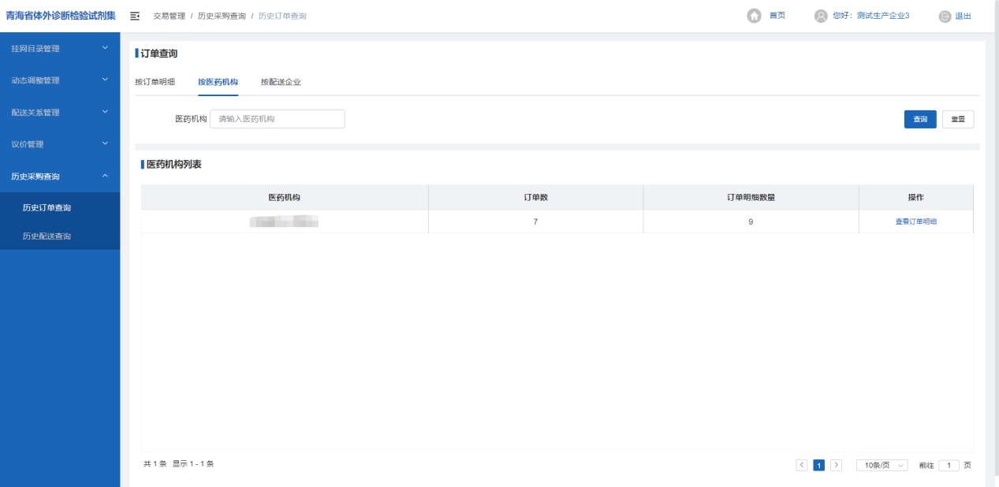 青海省体外诊断检验试剂集 交易管理 / 历史采购查询 / 历史订单查询 首页 您好：测试生产企业3 退出
挂网目录管理
动态调整管理
配送关系管理
议价管理
历史采购查询
历史订单查询
历史配送查询
订单查询
按订单明细 按医药机构 按配送企业
医药机构 请输入医药机构 查询 重置
医药机构列表
医药机构 订单数 订单明细数量 操作
7 9 查看订单明细
共 1 条 显示 1 - 1 条 1 10条/页 前往 1 页